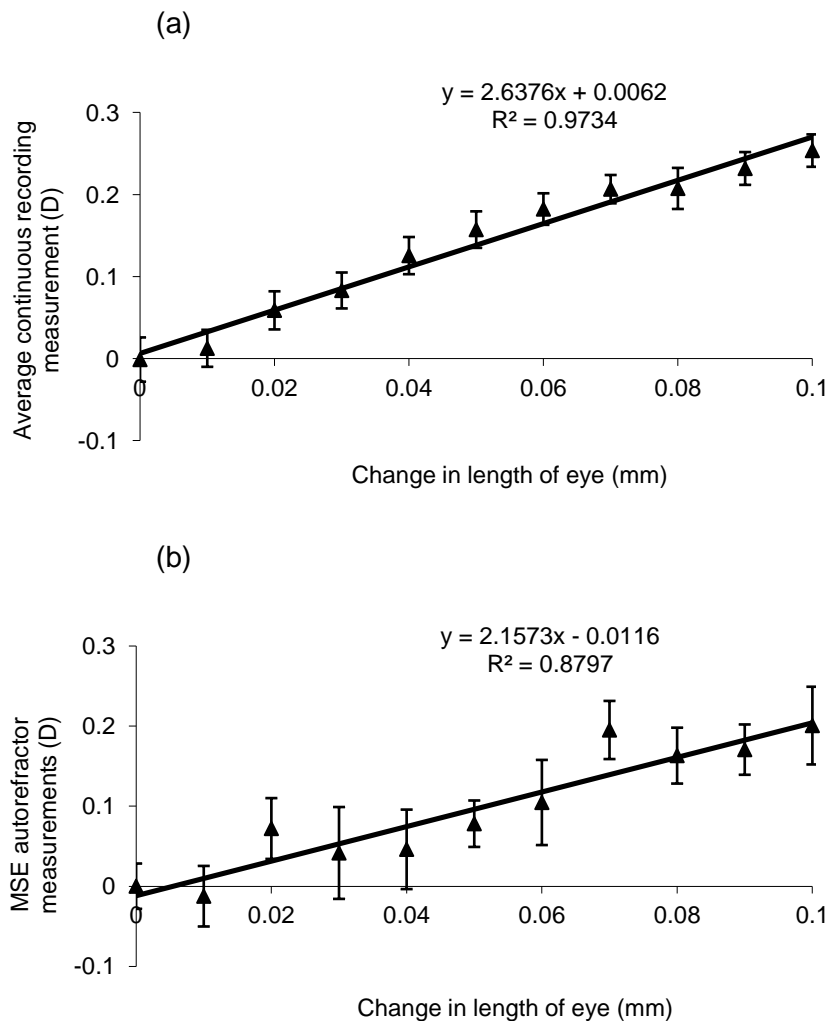 (a)
y = 2.6376x + 0.0062
R² = 0.9734
0.3
0.2
0.1
0
-0.1
0
0.02
0.04
0.06
0.08
0.1
Average continuous recording
measurement (D)
Change in length of eye (mm)
(b)
y = 2.1573x - 0.0116
R² = 0.8797
0.3
0.2
0.1
0
-0.1
0
0.02
0.04
0.06
0.08
0.1
MSE autorefractor
measurements (D)
Change in length of eye (mm)